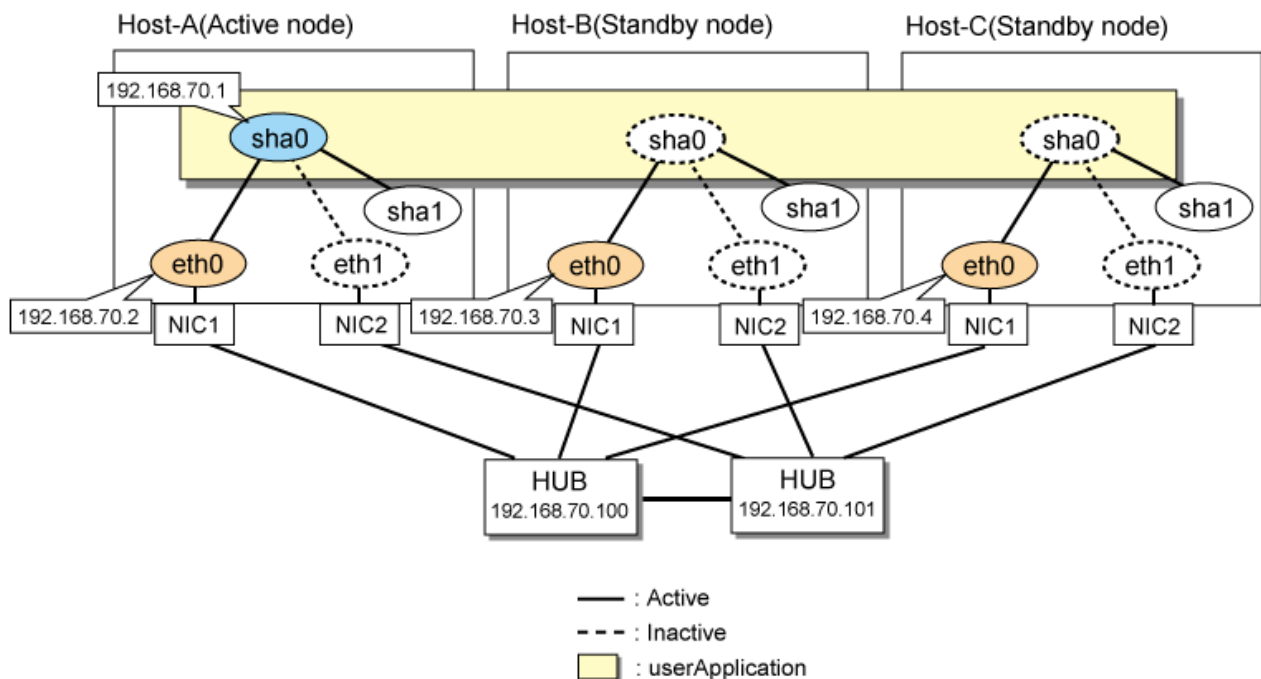 Host-A(Active node)
Host-B(Standby node)
Host-C(Standby node)
192.168.70.1
sha0
sha0
sha0
sha1
sha1
sha1
eth0
eth1
eth0
eth1
eth0
eth1
192.168.70.2
NIC1
NIC2
192.168.70.3
NIC1
NIC2
192.168.70.4
NIC1
NIC2
HUB
192.168.70.100
HUB
192.168.70.101
: Active
: Inactive
: userApplication